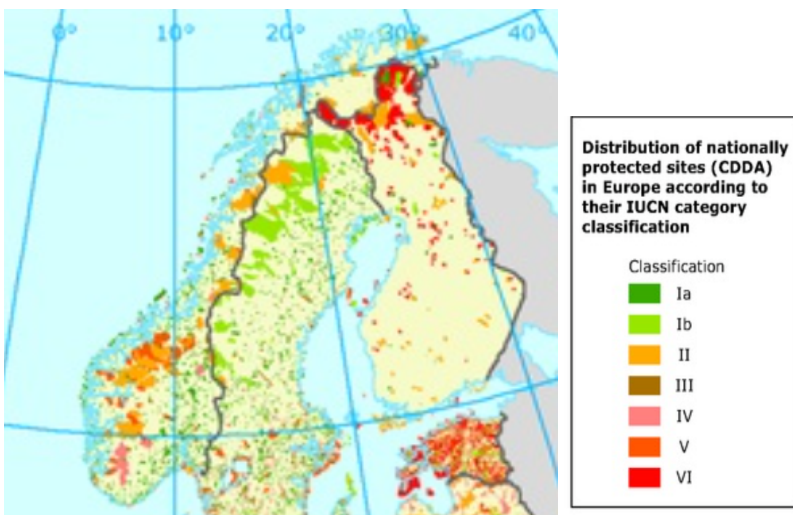 0°
10°
20°
30°
40°
Distribution of nationally
protected sites (CDDA)
in Europe according to
their IUCN category
classification
Classification
Ia
Ib
II
III
IV
V
VI